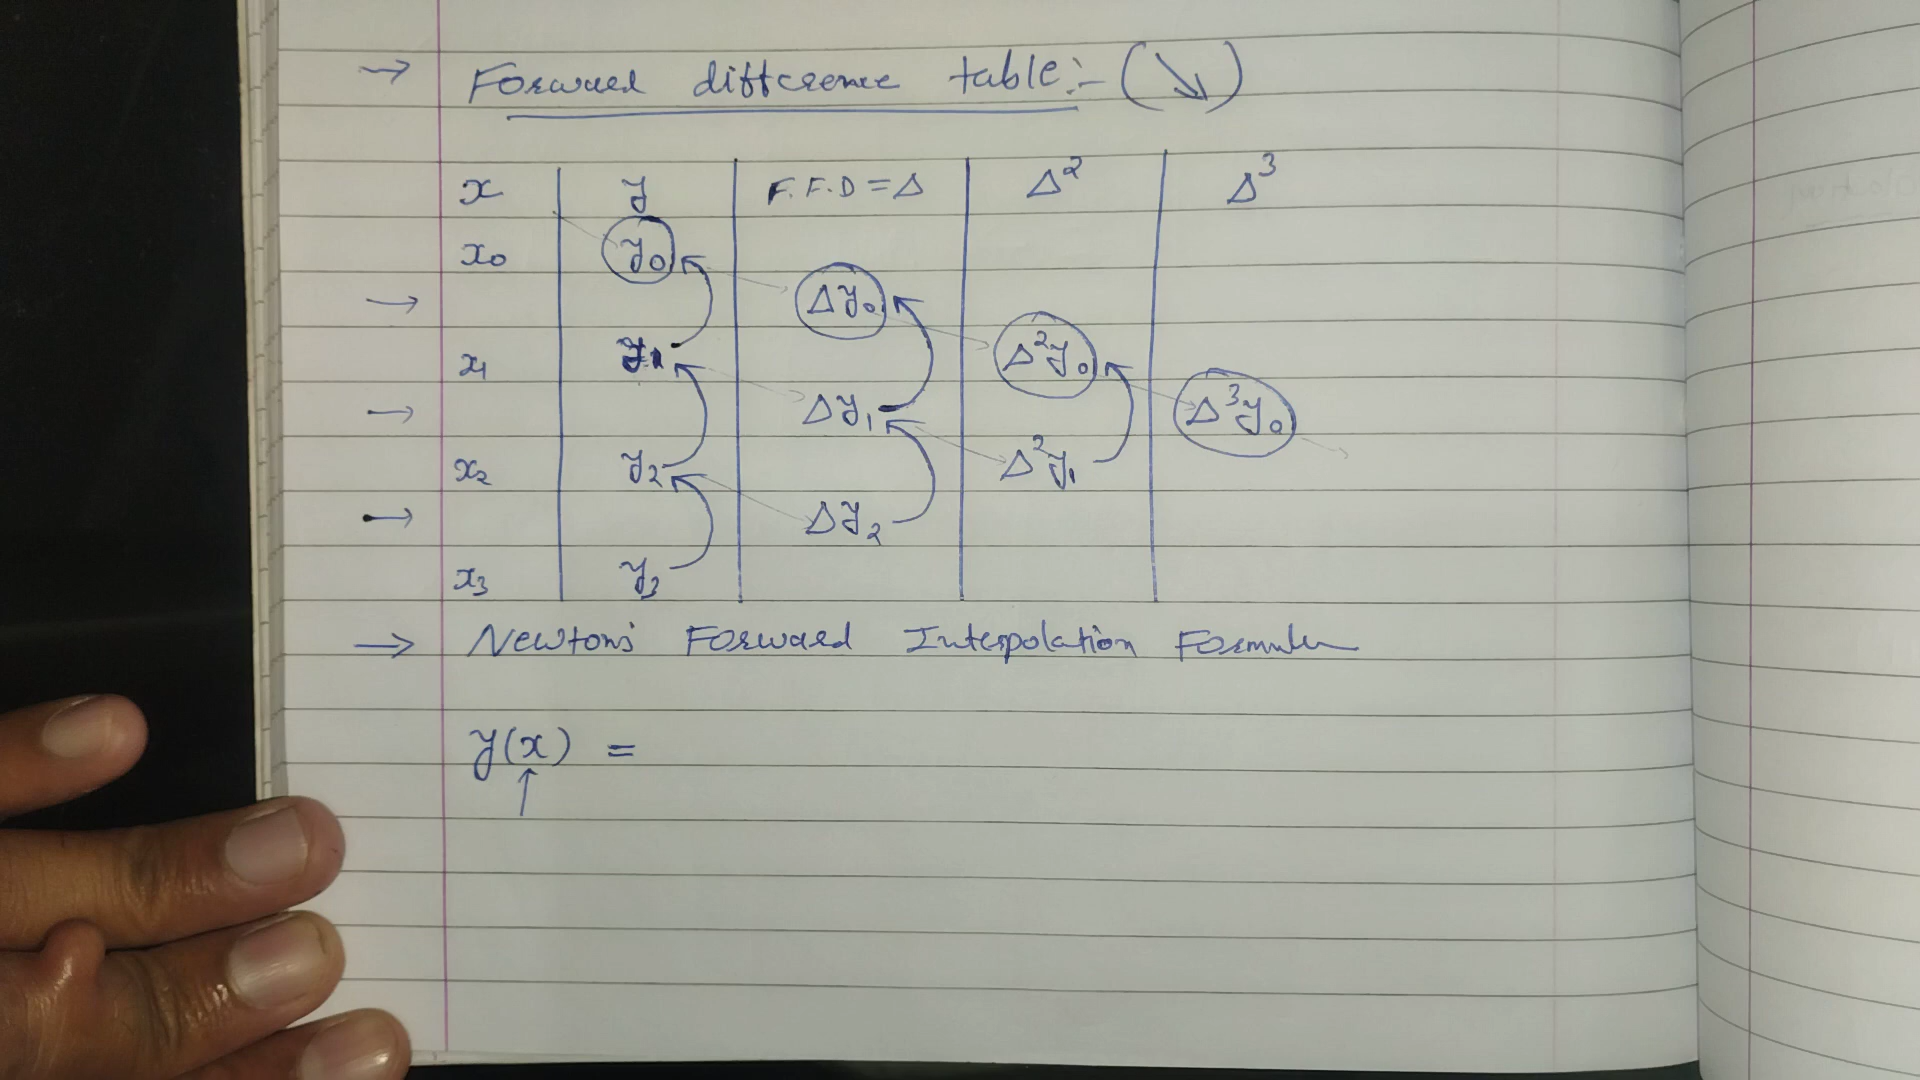 → Forward difference table:- (↘)
x y F.F.D = Δ Δ² Δ³
x₀ y₀
→ Δy₀
x₁ y₁ Δ²y₀
→ Δy₁ Δ³y₀
x₂ y₂ Δ²y₁
→ Δy₂
x₃ y₃
→ Newton's Forward Interpolation Formula
y(x) =
↑